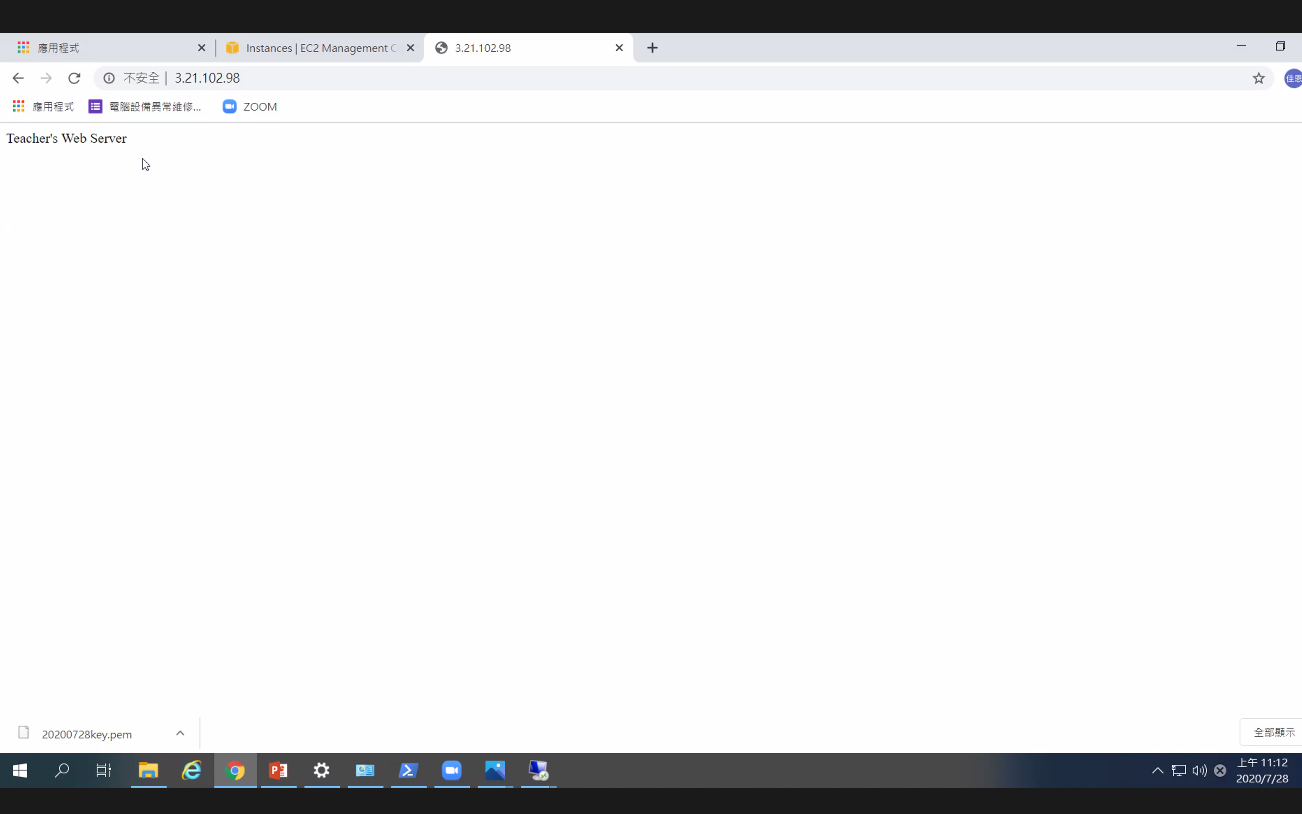 應用程式
Instances | EC2 Management C
3.21.102.98
不安全 | 3.21.102.98
應用程式
電腦設備異常維修...
ZOOM
Teacher's Web Server
20200728key.pem
全部顯示
上午 11:12
2020/7/28